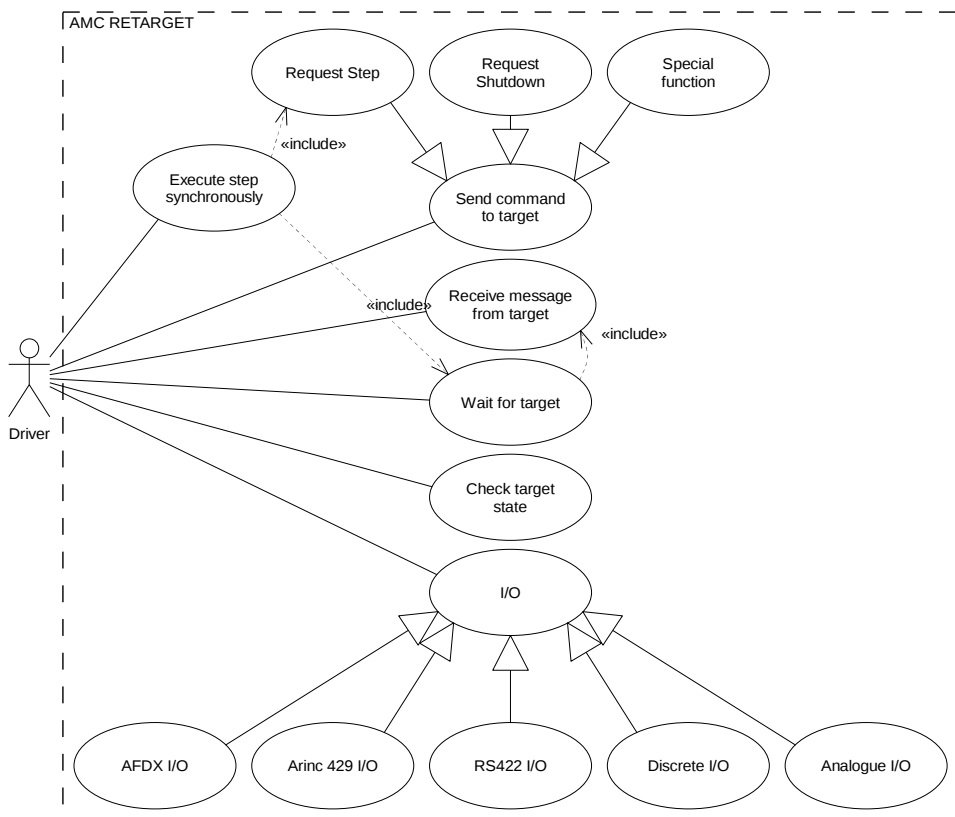 AMC RETARGET
Request Step
Request
Shutdown
Special
function
«include»
Execute step
synchronously
Send command
to target
«include»
Receive message
from target
«include»
Wait for target
Driver
Check target
state
I/O
AFDX I/O
Arinc 429 I/O
RS422 I/O
Discrete I/O
Analogue I/O